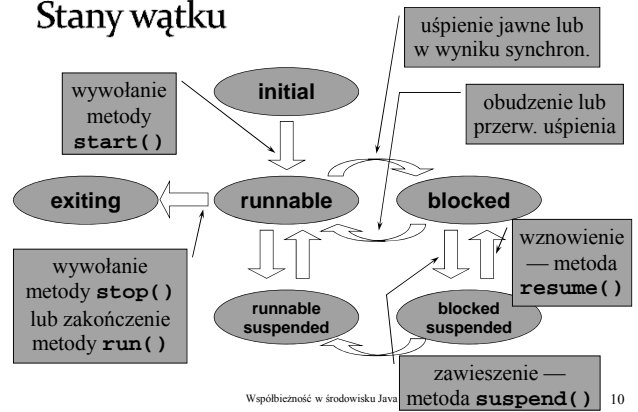 Stany wątku
uśpienie jawne lub
w wyniku synchron.
wywołanie
metody
start()
initial
obudzenie lub
przerw. uśpienia
exiting
runnable
blocked
wywołanie
metody stop()
lub zakończenie
metody run()
wznowienie
— metoda
resume()
runnable
suspended
blocked
suspended
zawieszenie —
metoda suspend()
Współbieżność w środowisku Java
10